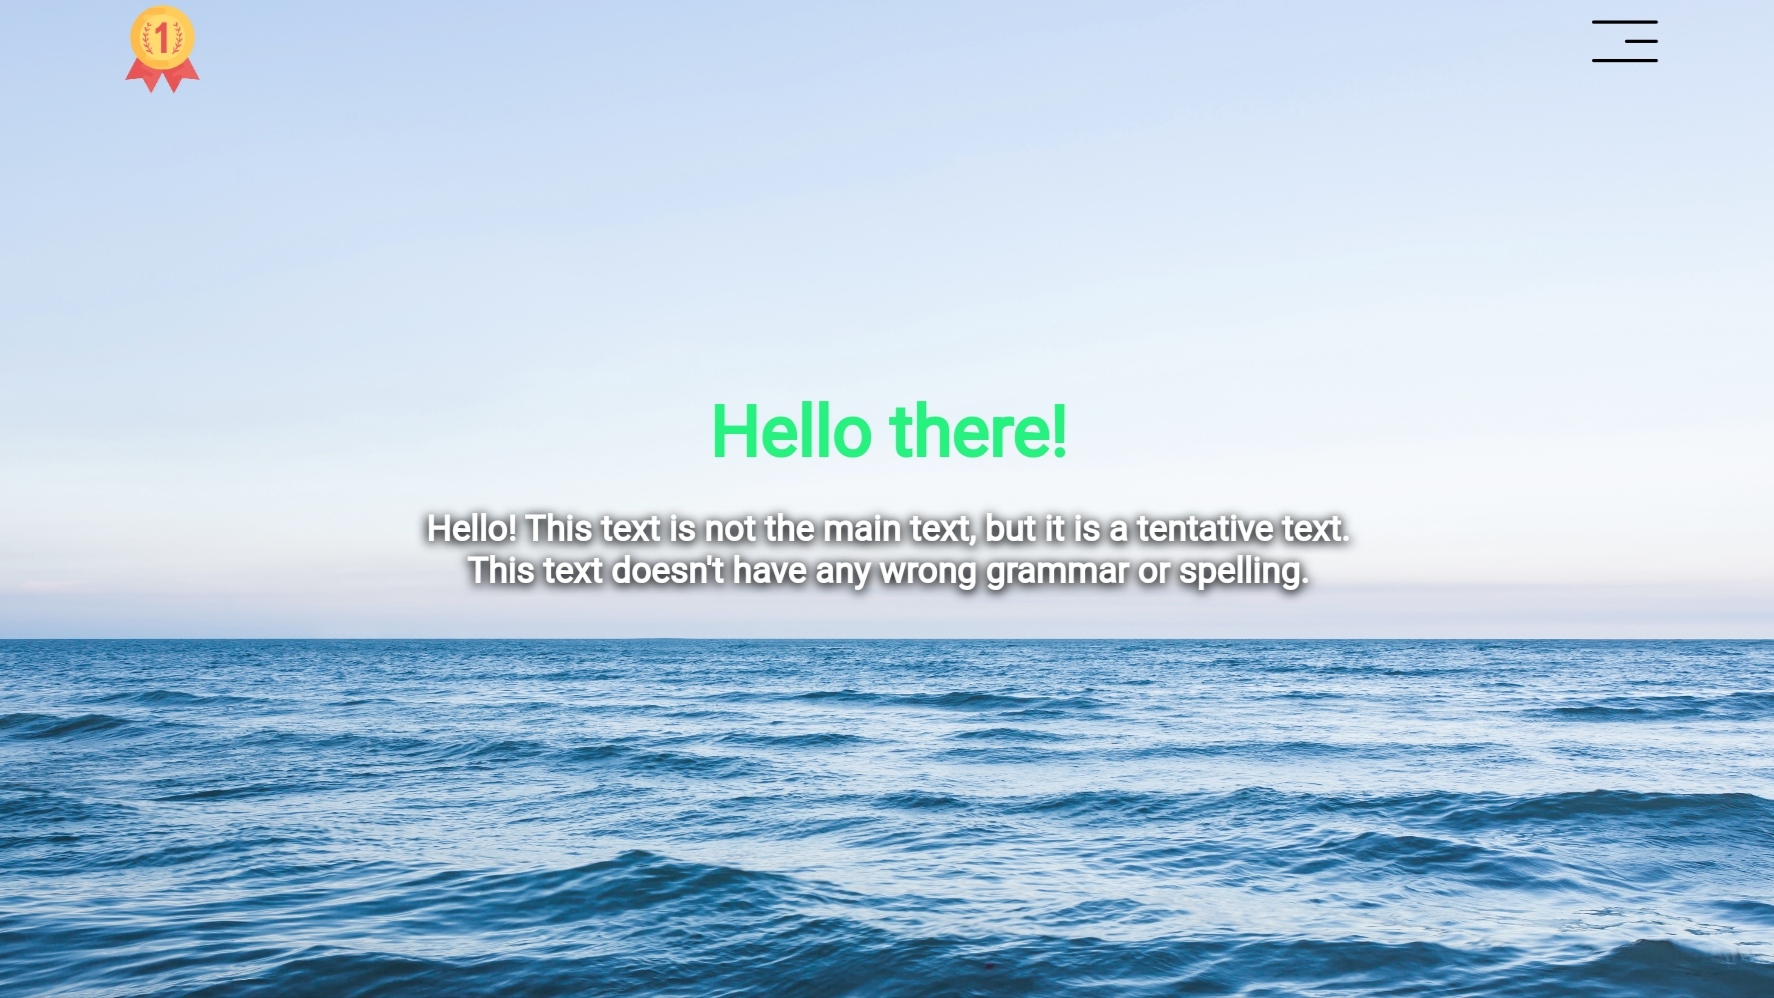 1
Hello there!
Hello! This text is not the main text, but it is a tentative text.
This text doesn't have any wrong grammar or spelling.